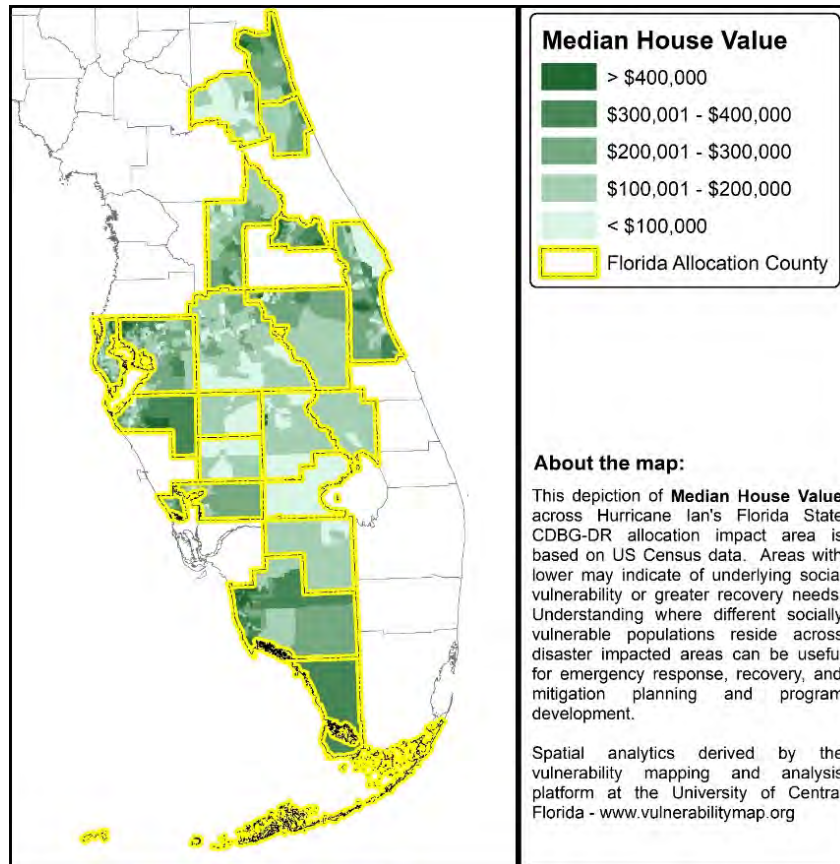 Median House Value
> $400,000
$300,001 - $400,000
$200,001 - $300,000
$100,001 - $200,000
< $100,000
Florida Allocation County
About the map:
This depiction of Median House Value
across Hurricane Ian's Florida State
CDBG-DR allocation impact area is
based on US Census data. Areas with
lower may indicate of underlying socia
vulnerability or greater recovery needs
Understanding where different socially
vulnerable populations reside across
disaster impacted areas can be usefu
for emergency response, recovery, and
mitigation planning and program
development.
Spatial analytics derived by the
vulnerability mapping and analysis
platform at the University of Centra
Florida - www.vulnerabilitymap.org